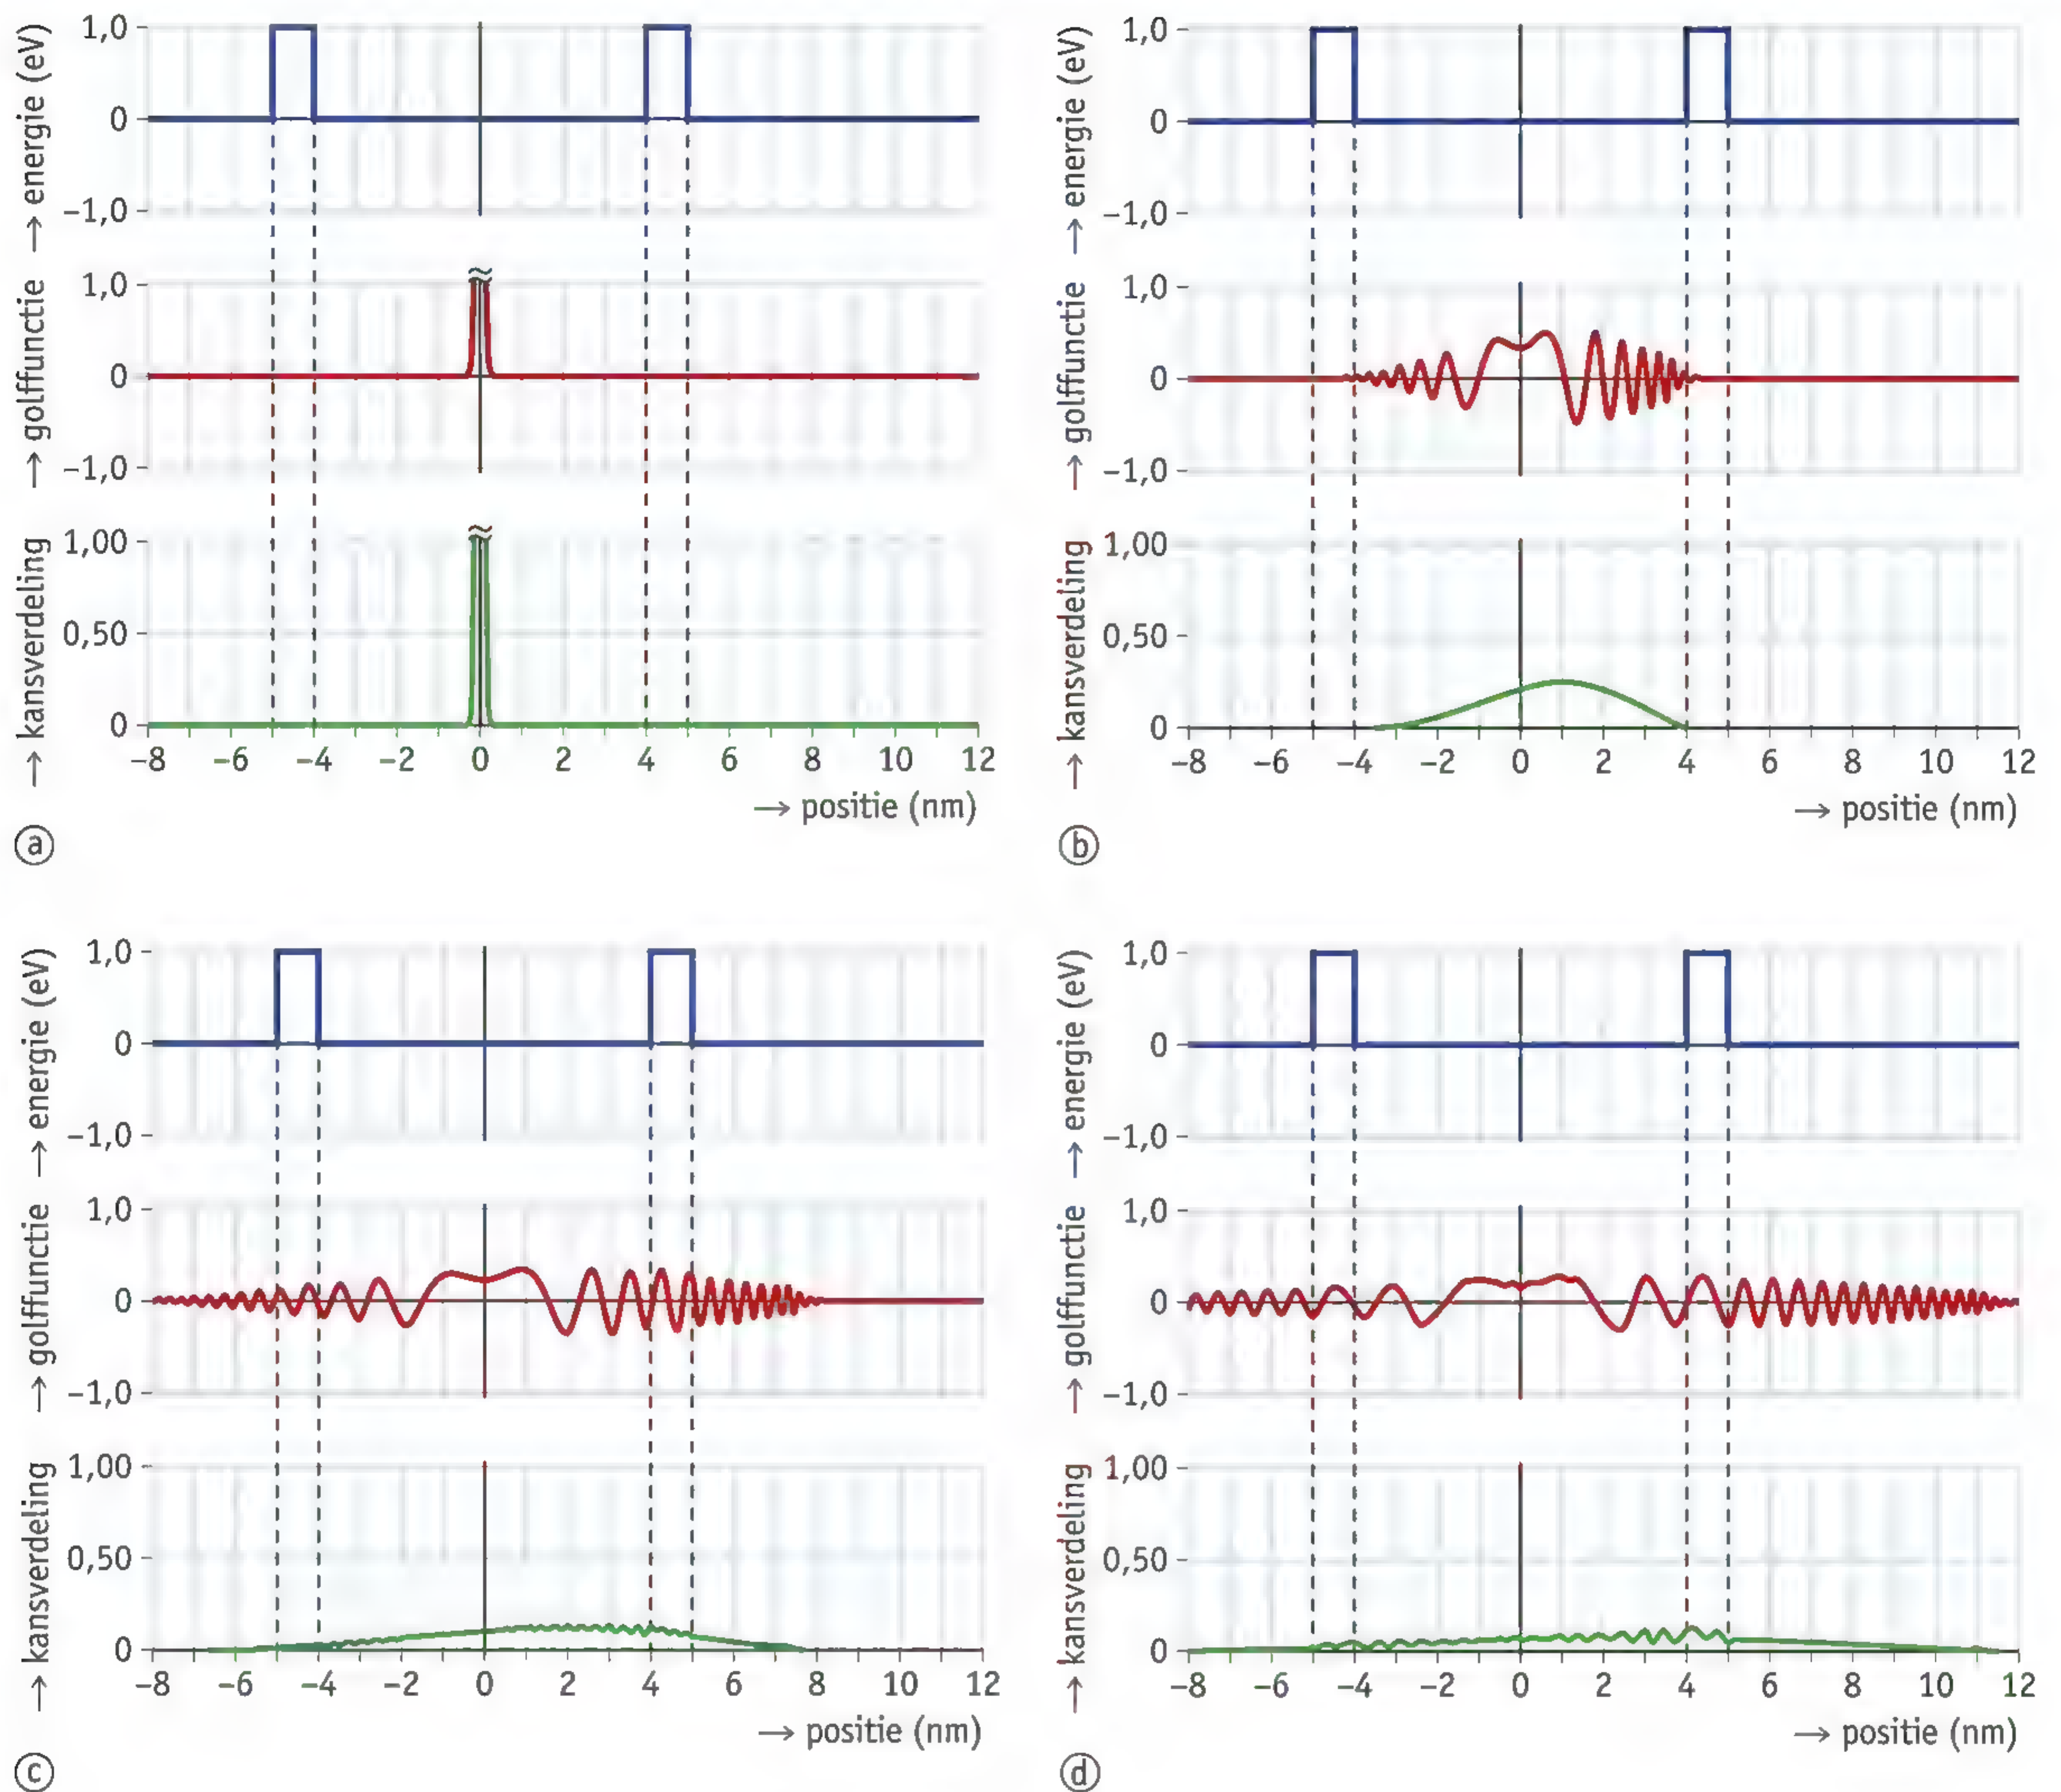 → energie (eV)
1,0
0
−1,0
→ golffunctie
1,0
0
−1,0
→ kansverdeling
1,00
0,50
0
−8 −6 −4 −2 0 2 4 6 8 10 12
→ positie (nm)
a
→ energie (eV)
1,0
0
−1,0
→ golffunctie
1,0
0
−1,0
→ kansverdeling
1,00
0,50
0
−8 −6 −4 −2 0 2 4 6 8 10 12
→ positie (nm)
b
→ energie (eV)
1,0
0
−1,0
→ golffunctie
1,0
0
−1,0
→ kansverdeling
1,00
0,50
0
−8 −6 −4 −2 0 2 4 6 8 10 12
→ positie (nm)
c
→ energie (eV)
1,0
0
−1,0
→ golffunctie
1,0
0
−1,0
→ kansverdeling
1,00
0,50
0
−8 −6 −4 −2 0 2 4 6 8 10 12
→ positie (nm)
d